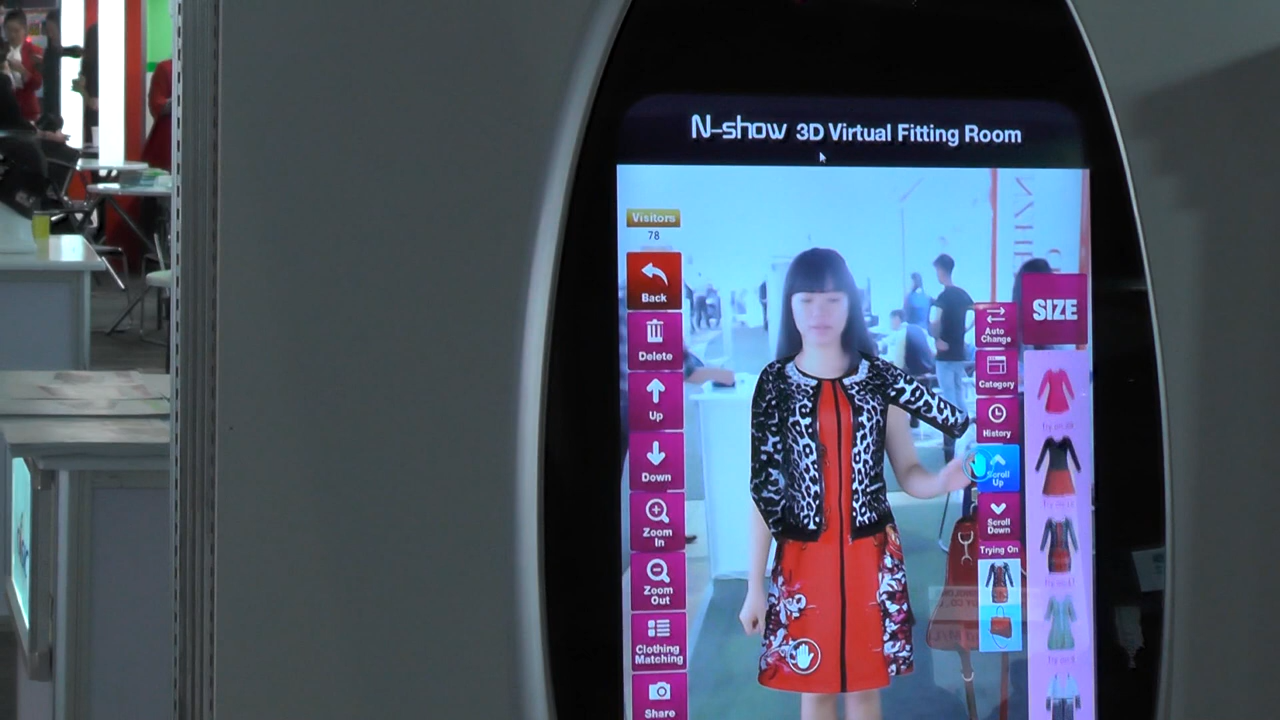 N-show 3D Virtual Fitting Room
Visitors
78
Back
Delete
Up
Down
Zoom
In
Zoom
Out
Clothing
Matching
Share
SIZE
Auto
Change
Category
History
Scroll
Up
Scroll
Down
Trying On